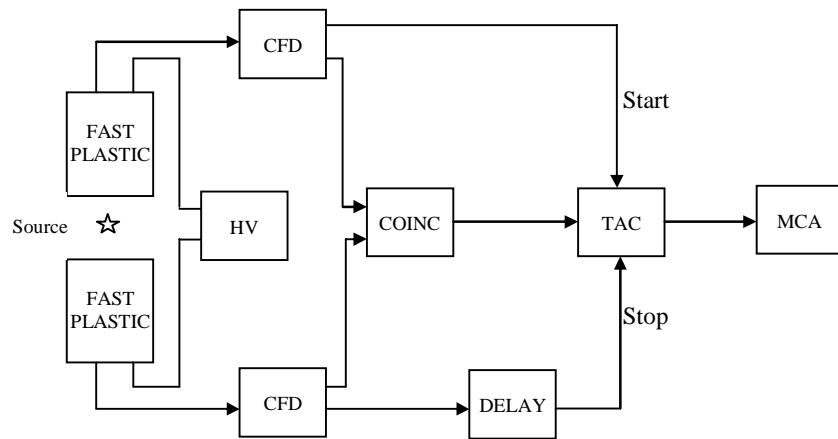 CFD
Start
FAST
PLASTIC
Source
HV
COINC
TAC
MCA
FAST
PLASTIC
Stop
CFD
DELAY